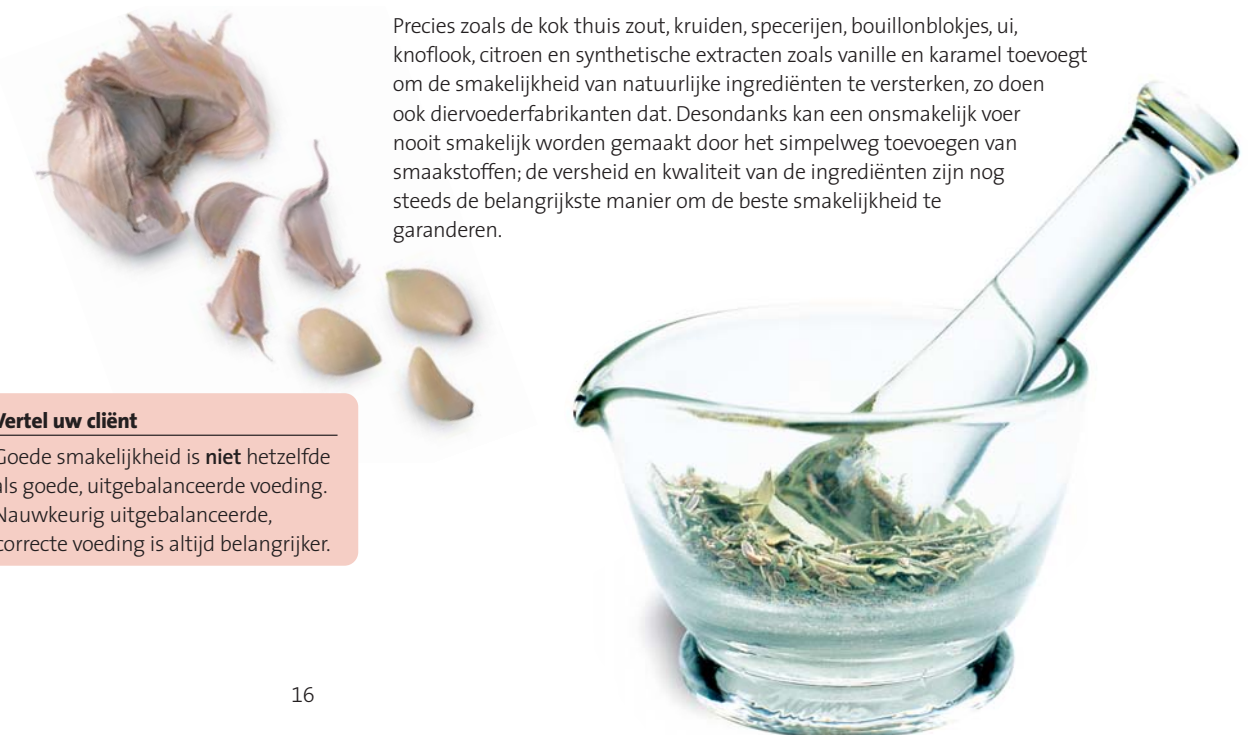 Precies zoals de kok thuis zout, kruiden, specerijen, bouillonblokjes, ui,
knoflook, citroen en synthetische extracten zoals vanille en karamel toevoegt
om de smakelijkheid van natuurlijke ingrediënten te versterken, zo doen
ook diervoederfabrikanten dat. Desondanks kan een onsmakelijk voer
nooit smakelijk worden gemaakt door het simpelweg toevoegen van
smaakstoffen; de versheid en kwaliteit van de ingrediënten zijn nog
steeds de belangrijkste manier om de beste smakelijkheid te
garanderen.
Vertel uw cliënt
Goede smakelijkheid is niet hetzelfde
als goede, uitgebalanceerde voeding.
Nauwkeurig uitgebalanceerde,
correcte voeding is altijd belangrijker.
16